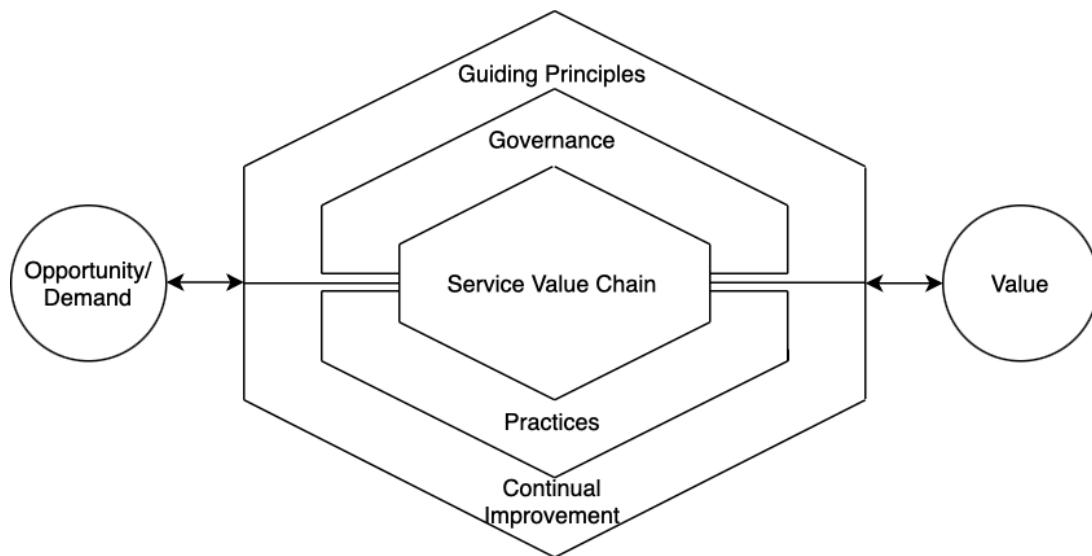 Guiding Principles
Governance
Opportunity/
Demand
Service Value Chain
Value
Practices
Continual
Improvement